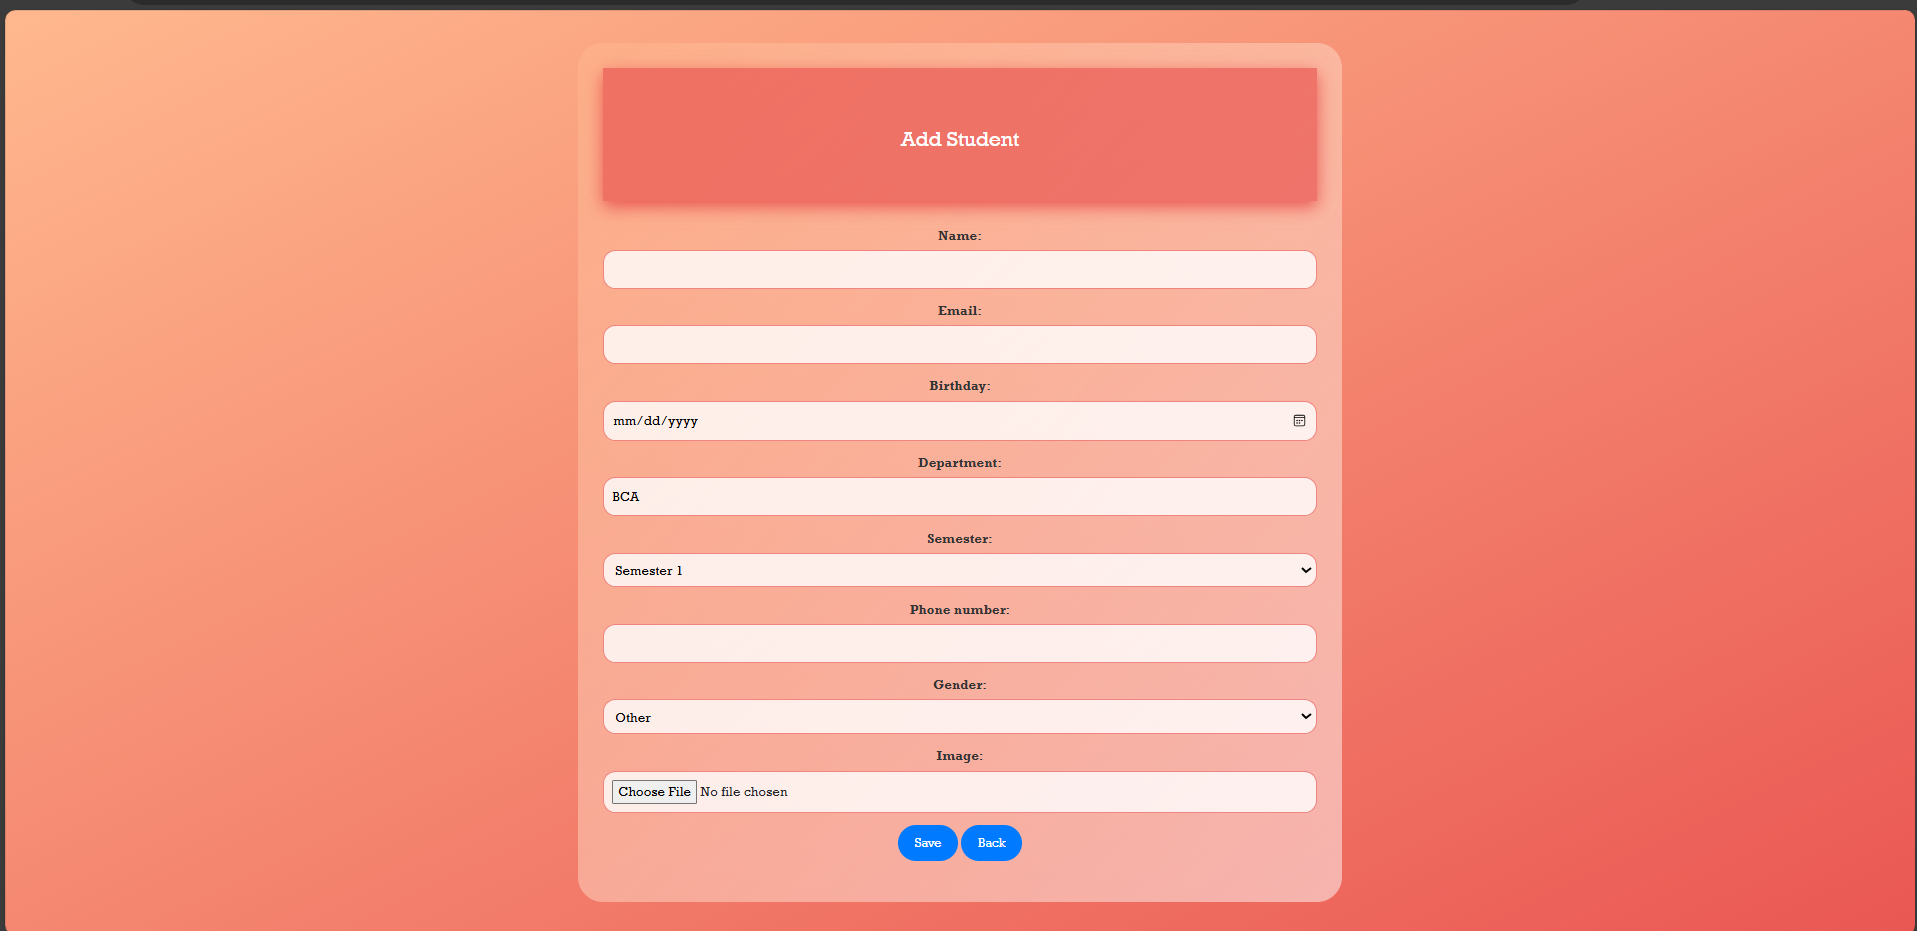 Add Student
Name:
Email:
Birthday:
mm/dd/yyyy
Department:
BCA
Semester:
Semester 1
Phone number:
Gender:
Other
Image:
Choose File No file chosen
Save Back